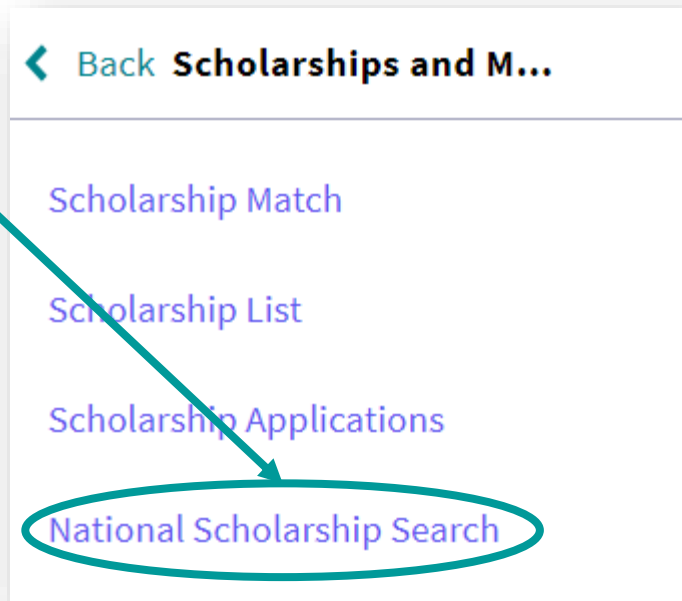 Back Scholarships and M...
Scholarship Match
Scholarship List
Scholarship Applications
National Scholarship Search